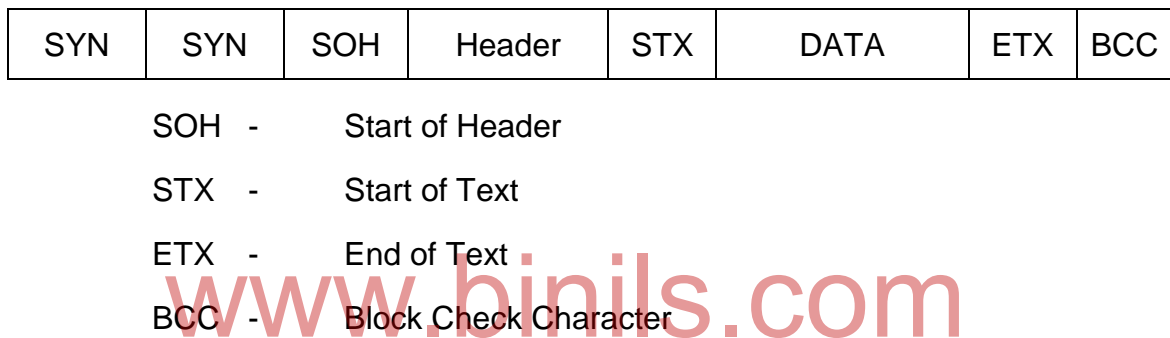 SYN SYN SOH Header STX DATA ETX BCC
SOH - Start of Header
STX - Start of Text
ETX - End of Text
BCC - Block Check Character
www.binils.com